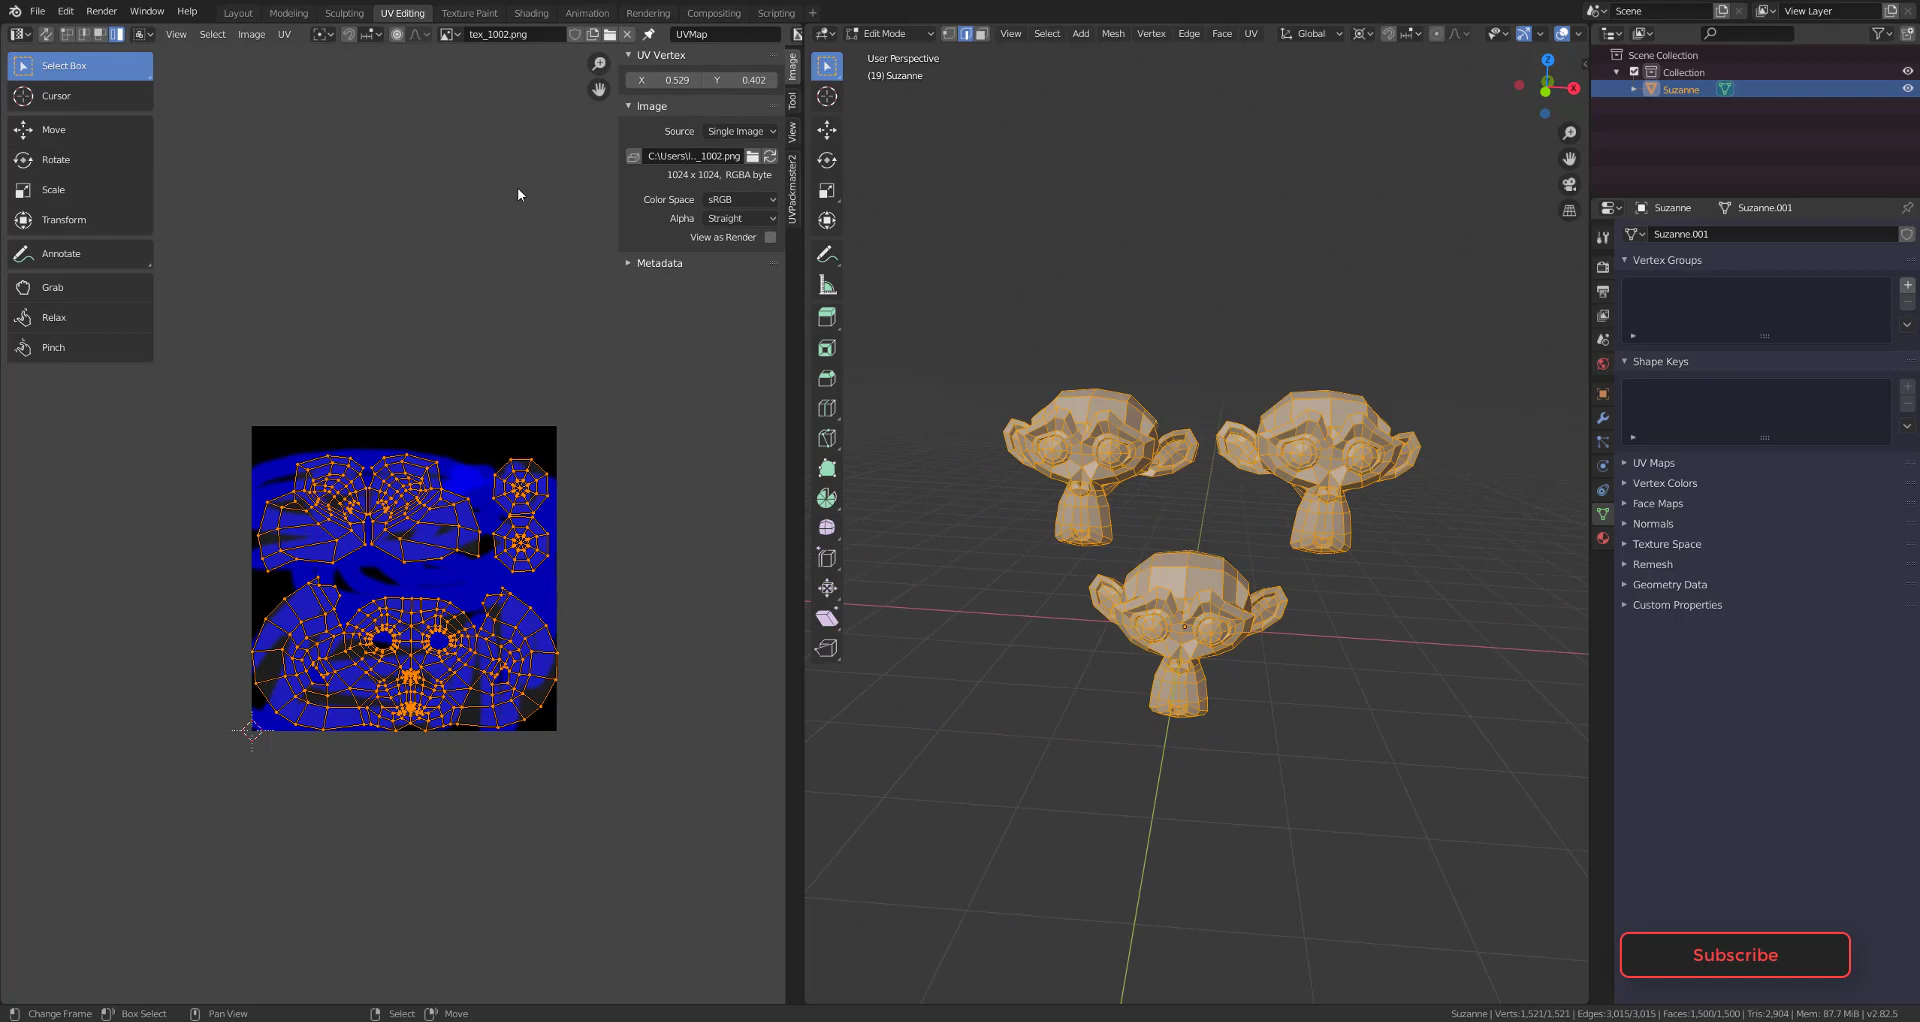 File Edit Render Window Help
Layout Modeling Sculpting UV Editing Texture Paint Shading Animation Rendering Compositing Scripting +
Scene
View Layer
View Select Image UV
tex_1002.png
UVMap
Edit Mode
View Select Add Mesh Vertex Edge Face UV
Global
Select Box
Cursor
Move
Rotate
Scale
Transform
Annotate
Grab
Relax
Pinch
UV Vertex
X 0.529 Y 0.402
Image
Source Single Image
C:\Users\l.._1002.png
1024 x 1024, RGBA byte
Color Space sRGB
Alpha Straight
View as Render
Metadata
Image
Tool
View
UVPackmaster2
User Perspective
(19) Suzanne
Z
Y
X
Scene Collection
Collection
Suzanne
Suzanne Suzanne.001
Suzanne.001
Vertex Groups
Shape Keys
UV Maps
Vertex Colors
Face Maps
Normals
Texture Space
Remesh
Geometry Data
Custom Properties
Subscribe
Change Frame Box Select Pan View Select Move
Suzanne | Verts:1,521/1,521 | Edges:3,015/3,015 | Faces:1,500/1,500 | Tris:2,904 | Mem: 87.7 MiB | v2.82.5